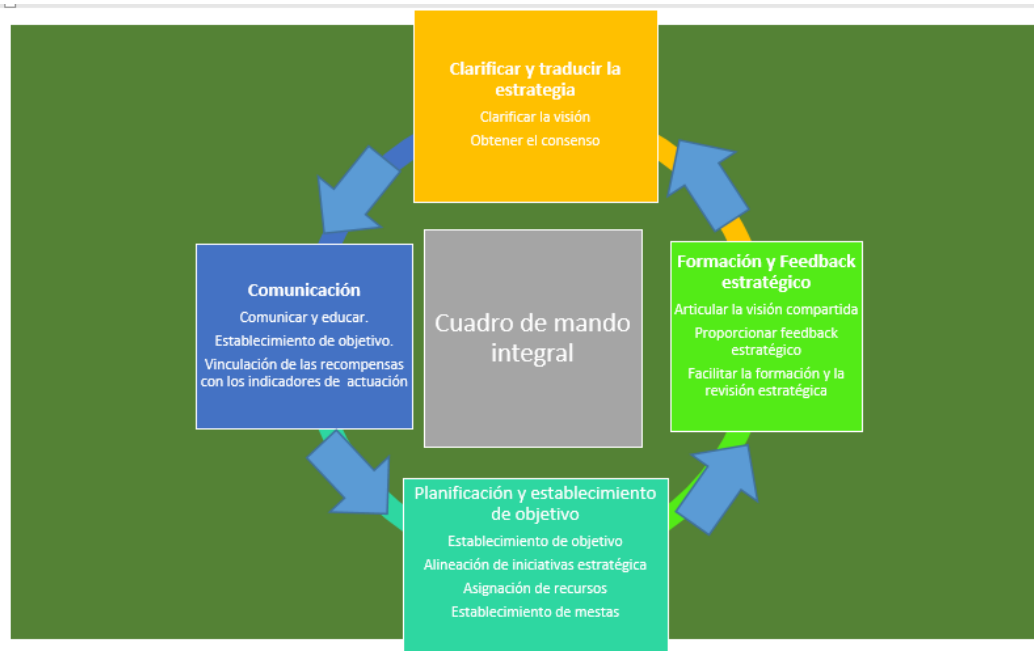 Clarificar y traducir la
estrategia
Clarificar la visión
Obtener el consenso
Comunicación
Comunicar y educar.
Establecimiento de objetivo.
Vinculación de las recompensas
con los indicadores de actuación
Cuadro de mando
integral
Formación y Feedback
estratégico
Articular la visión compartida
Proporcionar feedback
estratégico
Facilitar la formación y la
revisión estratégica
Planificación y establecimiento
de objetivo
Establecimiento de objetivo
Alineación de iniciativas estratégica
Asignación de recursos
Establecimiento de mestas